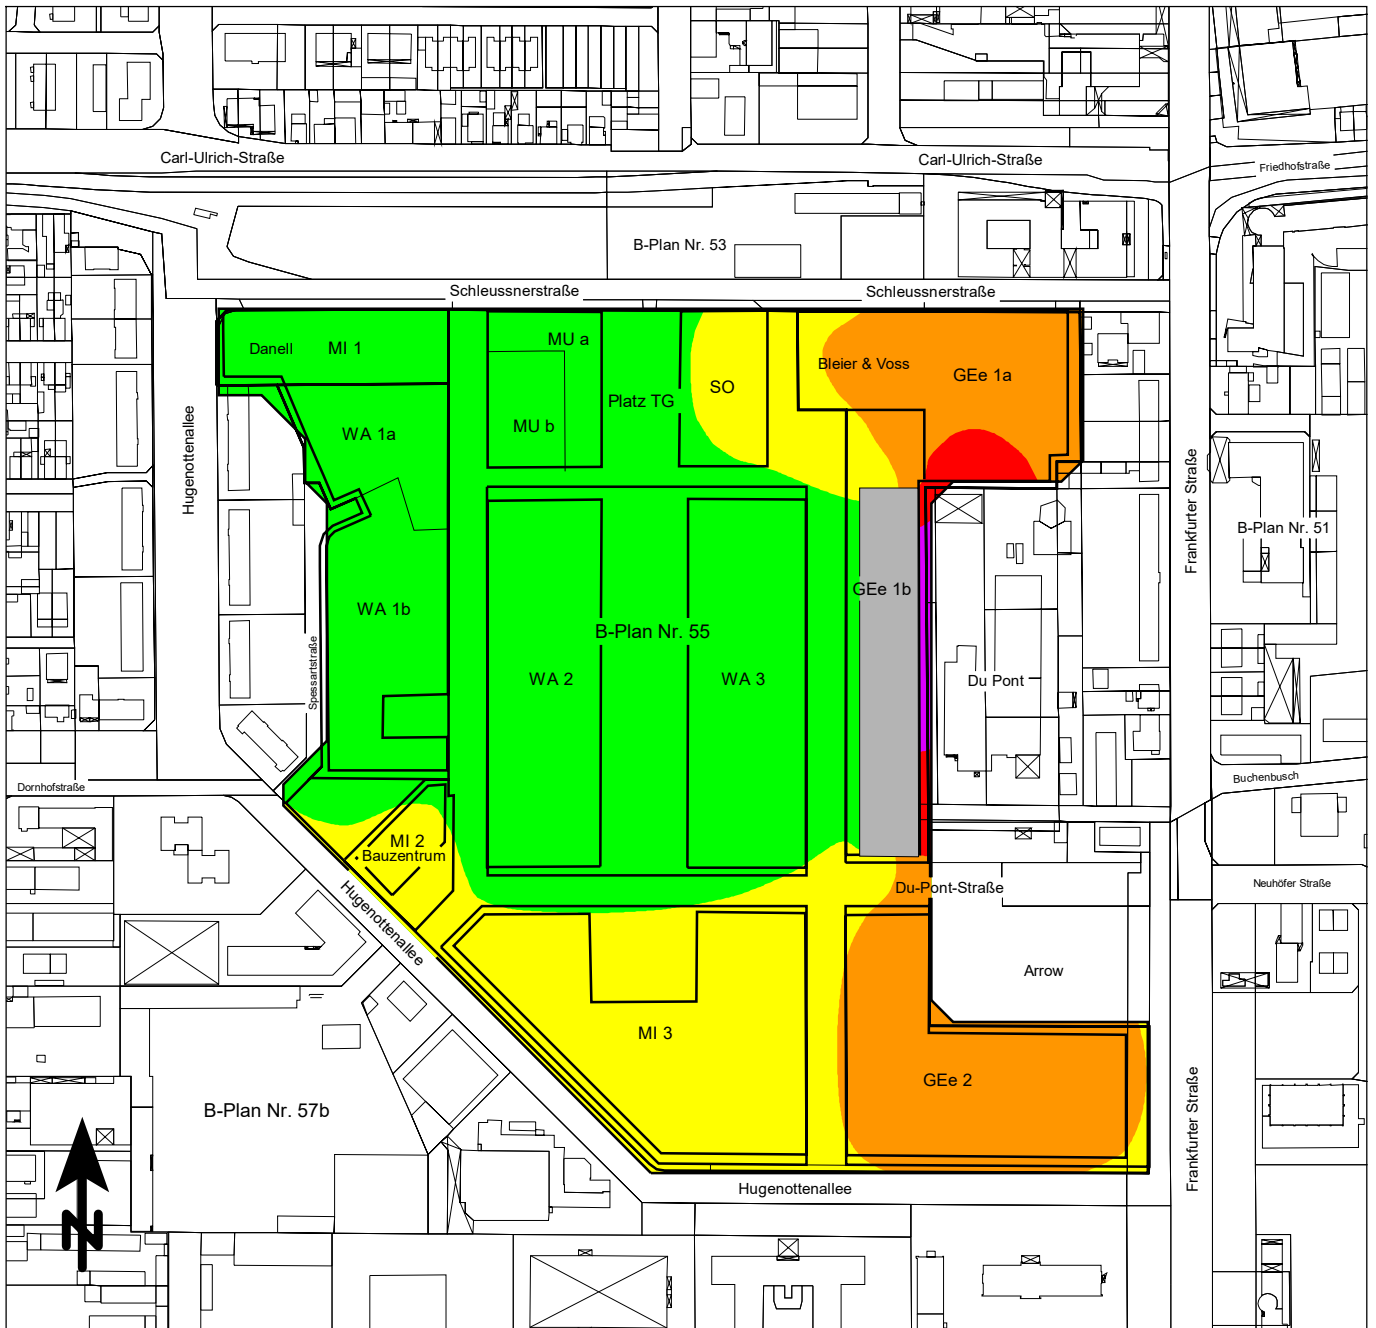 Carl-Ulrich-Straße
Carl-Ulrich-Straße
Friedhofstraße
B-Plan Nr. 53
Schleussnerstraße
Schleussnerstraße
Danell
MI 1
MU a
Bleier & Voss
GEe 1a
SO
Platz TG
MU b
WA 1a
Hugenottenallee
Frankfurter Straße
B-Plan Nr. 51
GEe 1b
WA 1b
B-Plan Nr. 55
Spessartstraße
WA 2
WA 3
Du Pont
Dornhofstraße
Buchenbusch
MI 2
Bauzentrum
Hugenottenallee
Du-Pont-Straße
Neuhöfer Straße
Arrow
MI 3
GEe 2
B-Plan Nr. 57b
Frankfurter Straße
N
Hugenottenallee